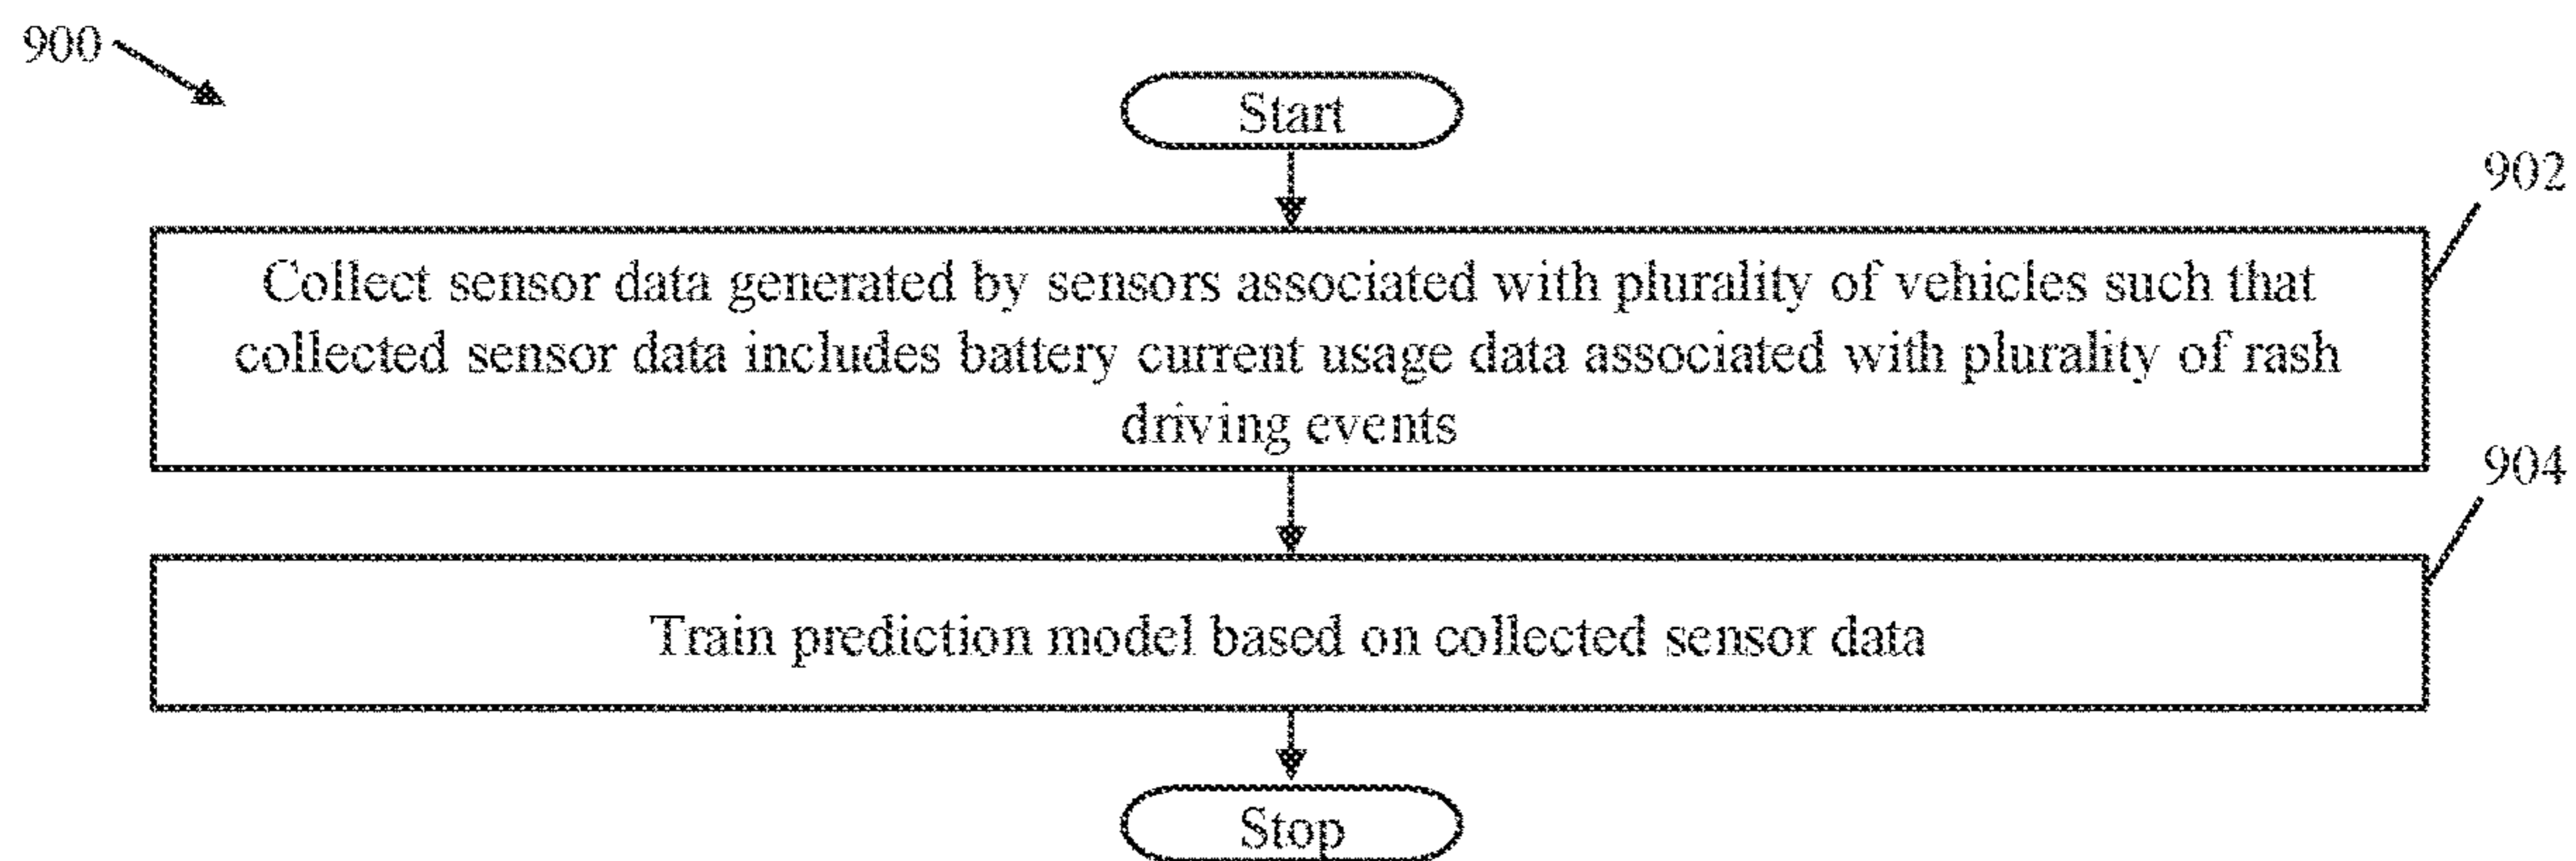 900
Start
902
Collect sensor data generated by sensors associated with plurality of vehicles such that
collected sensor data includes battery current usage data associated with plurality of rash
driving events
904
Train prediction model based on collected sensor data
Stop